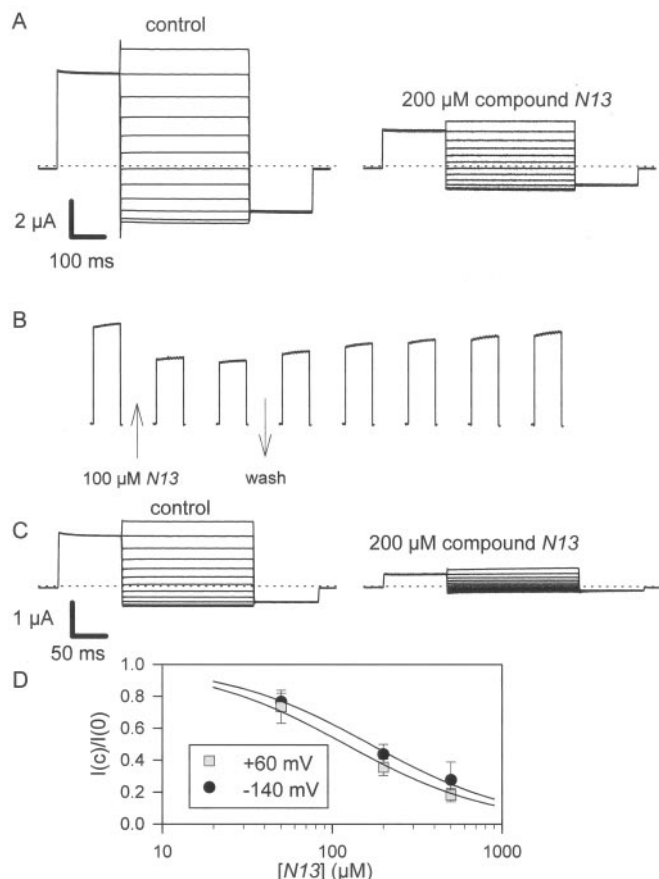 A
control
200 µM compound N13
2 µA
100 ms
B
100 µM N13
wash
C
control
200 µM compound N13
1 µA
50 ms
D
I(c)/I(0)
1.0
0.8
0.6
0.4
0.2
0.0
+60 mV
-140 mV
10
100
1000
[N13] (µM)